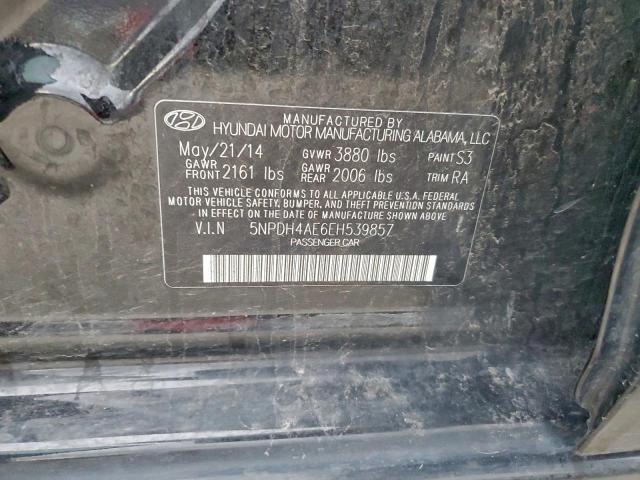 MANUFACTURED BY
HYUNDAI MOTOR MANUFACTURING ALABAMA, LLC
May/21/14 GVWR 3880 lbs PAINT S3
GAWR FRONT 2161 lbs GAWR REAR 2006 lbs TRIM RA
THIS VEHICLE CONFORMS TO ALL APPLICABLE U.S.A. FEDERAL
MOTOR VEHICLE SAFETY, BUMPER, AND THEFT PREVENTION STANDARDS
IN EFFECT ON THE DATE OF MANUFACTURE SHOWN ABOVE.
V.I.N 5NPDH4AE6EH539857
PASSENGER CAR